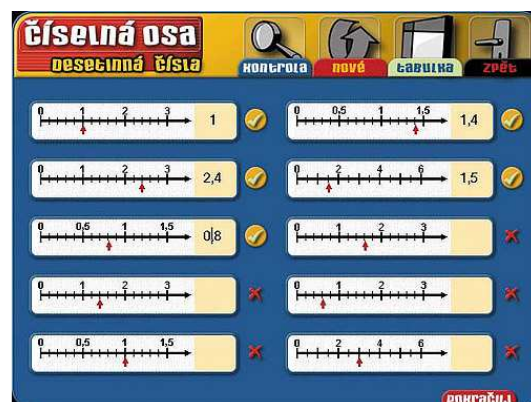 číselná osa
desetinná čísla
kontrola nové tabulka zpět
0 1 2 3 1
0 0,5 1 1,5 1,4
0 1 2 3 2,4
0 2 4 6 1,5
0 0,5 1 1,5 0,8
0 1 2 3
0 1 2 3
0 1 2 3
0 0,5 1 1,5
0 2 4 6
pokračuj